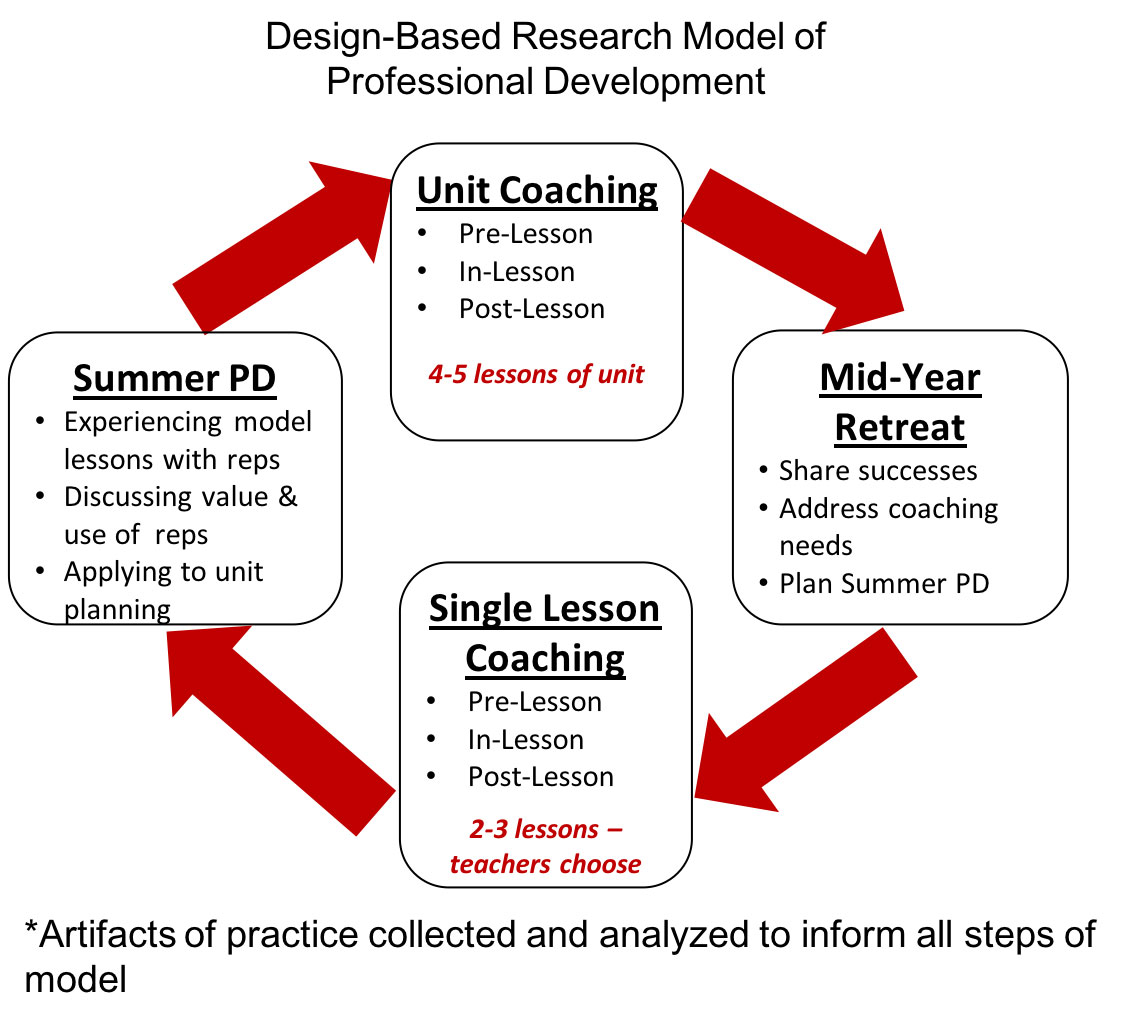 Design-Based Research Model of
Professional Development
Unit Coaching
• Pre-Lesson
• In-Lesson
• Post-Lesson
4-5 lessons of unit
Summer PD
• Experiencing model
lessons with reps
• Discussing value &
use of reps
• Applying to unit
planning
Mid-Year
Retreat
• Share successes
• Address coaching
needs
• Plan Summer PD
Single Lesson
Coaching
• Pre-Lesson
• In-Lesson
• Post-Lesson
2-3 lessons –
teachers choose
*Artifacts of practice collected and analyzed to inform all steps of
model